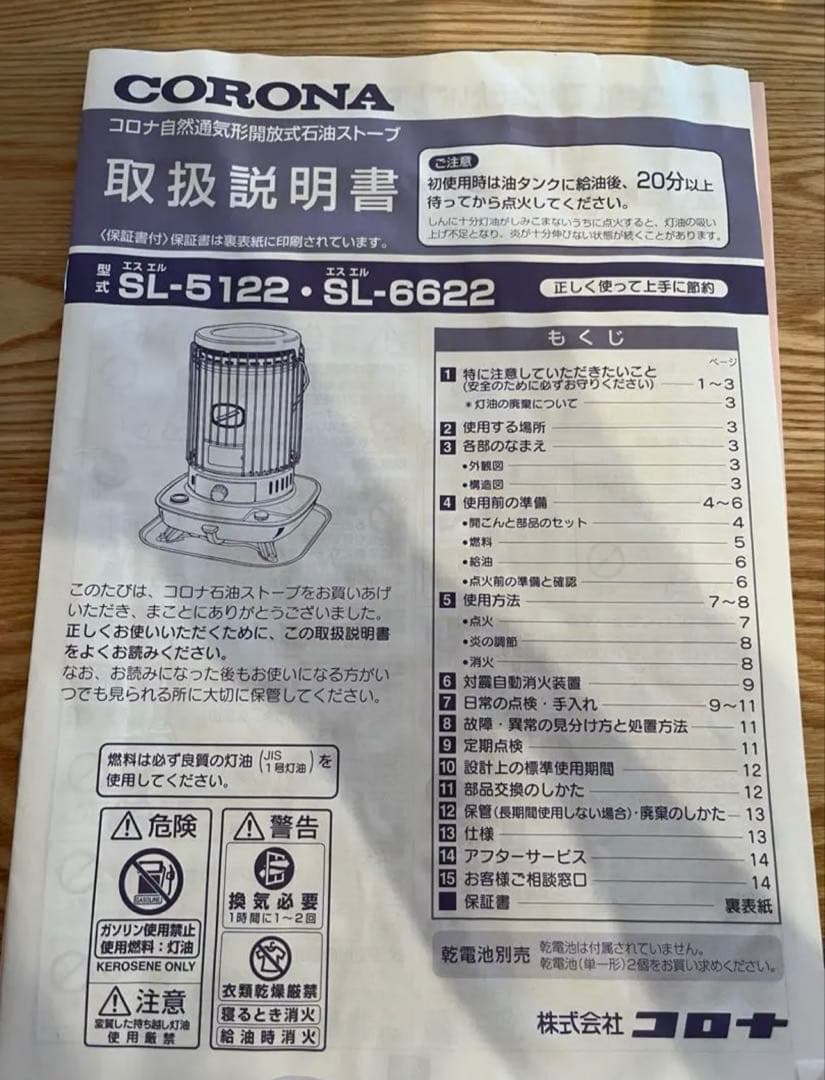 CORONA
コロナ自然通気形開放式石油ストーブ
取扱説明書
〈保証書付〉保証書は裏表紙に印刷されています。
ご注意
初使用時は油タンクに給油後、20分以上
待ってから点火してください。
しんに十分灯油がしみこまないうちに点火すると、灯油の吸い
上げ不足となり、炎が十分伸びない状態が続くことがあります。
型式 エス エル SL-5122・エス エル SL-6622
正しく使って上手に節約
このたびは、コロナ石油ストーブをお買いあげ
いただき、まことにありがとうございました。
正しくお使いいただくために、この取扱説明書
をよくお読みください。
なお、お読みになった後もお使いになる方がい
つでも見られる所に大切に保管してください。
燃料は必ず良質の灯油(JIS 1号灯油)を
使用してください。
危険
GASOLINE
ガソリン使用禁止
使用燃料:灯油
KEROSENE ONLY
注意
変質した持ち越し灯油
使用厳禁
警告
換気必要
1時間に1〜2回
衣類乾燥厳禁
寝るとき消火
給油時消火
もくじ
ページ
1 特に注意していただきたいこと
(安全のために必ずお守りください) 1〜3
*灯油の廃棄について 3
2 使用する場所 3
3 各部のなまえ 3
•外観図 3
•構造図 3
4 使用前の準備 4〜6
•開こんと部品のセット 4
•燃料 5
•給油 6
•点火前の準備と確認 6
5 使用方法 7〜8
•点火 7
•炎の調節 8
•消火 8
6 対震自動消火装置 9
7 日常の点検・手入れ 9〜11
8 故障・異常の見分け方と処置方法 11
9 定期点検 11
10 設計上の標準使用期間 12
11 部品交換のしかた 12
12 保管(長期間使用しない場合)・廃棄のしかた 13
13 仕様 13
14 アフターサービス 14
15 お客様ご相談窓口 14
■ 保証書 裏表紙
乾電池別売
乾電池は付属されていません。
乾電池(単一形)2個をお買い求めください。
株式会社 コロナ